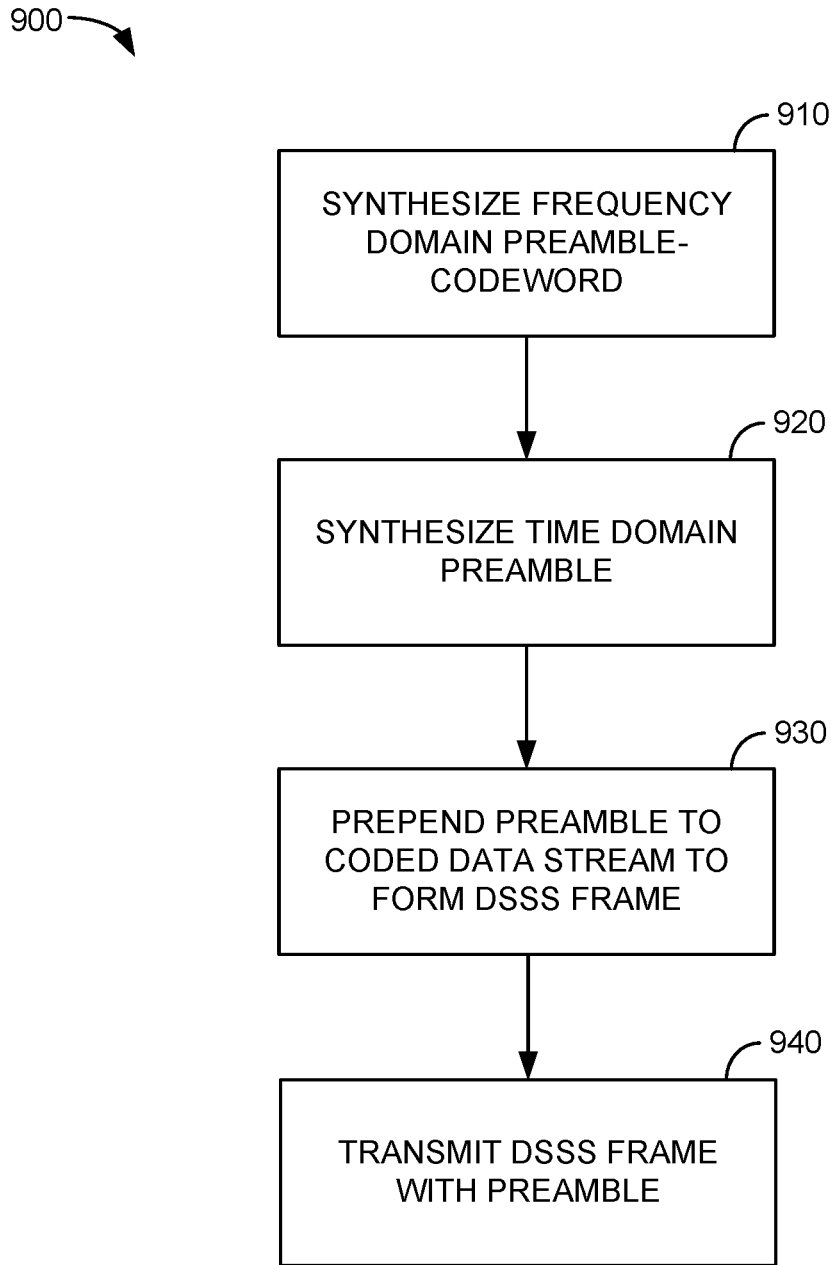 900
910
SYNTHESIZE FREQUENCY
DOMAIN PREAMBLE-
CODEWORD
920
SYNTHESIZE TIME DOMAIN
PREAMBLE
930
PREPEND PREAMBLE TO
CODED DATA STREAM TO
FORM DSSS FRAME
940
TRANSMIT DSSS FRAME
WITH PREAMBLE